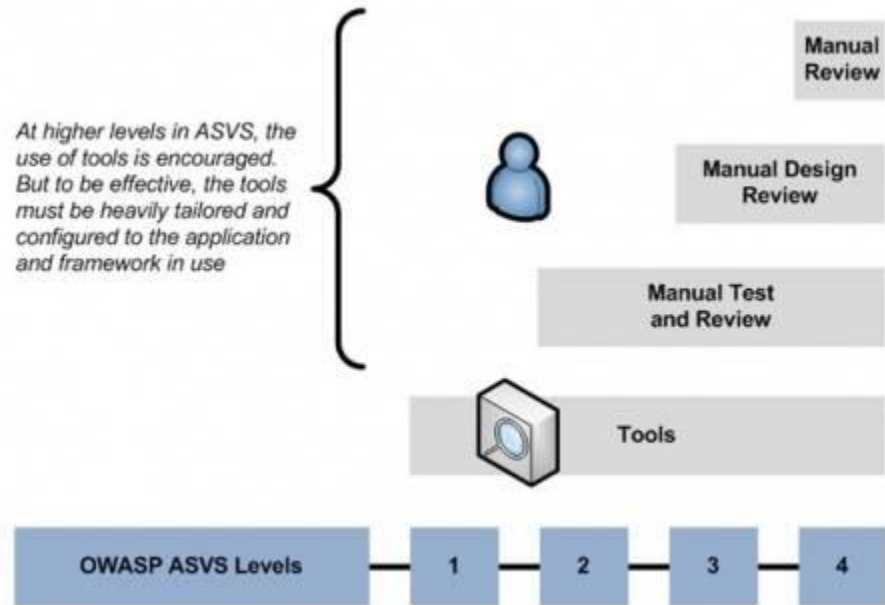 Manual
Review
At higher levels in ASVS, the
use of tools is encouraged.
But to be effective, the tools
must be heavily tailored and
configured to the application
and framework in use
Manual Design
Review
Manual Test
and Review
Tools
OWASP ASVS Levels
1
2
3
4